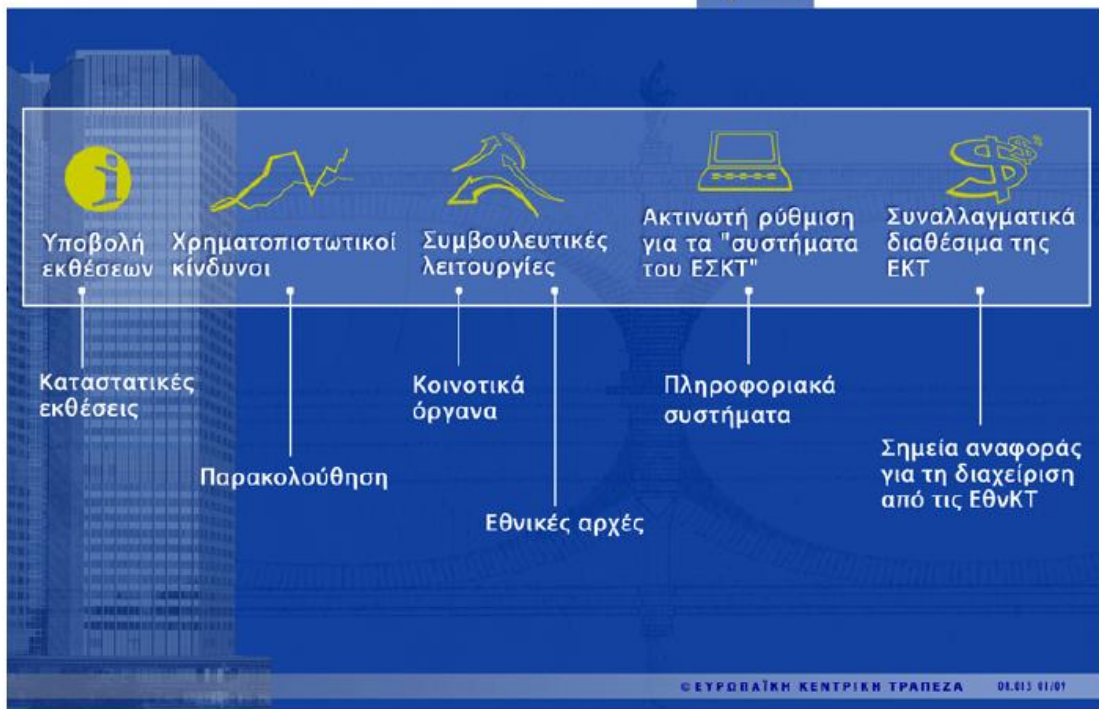 Υποβολή
εκθέσεων
Χρηματοπιστωτικοί
κίνδυνοι
Συμβουλευτικές
λειτουργίες
Ακτινωτή ρύθμιση
για τα "συστήματα
του ΕΣΚΤ"
Συναλλαγματικά
διαθέσιμα της
ΕΚΤ
Καταστατικές
εκθέσεις
Παρακολούθηση
Κοινοτικά
όργανα
Εθνικές αρχές
Πληροφοριακά
συστήματα
Σημεία αναφοράς
για τη διαχείριση
από τις ΕθνΚΤ
© ΕΥΡΩΠΑΪΚΗ ΚΕΝΤΡΙΚΗ ΤΡΑΠΕΖΑ